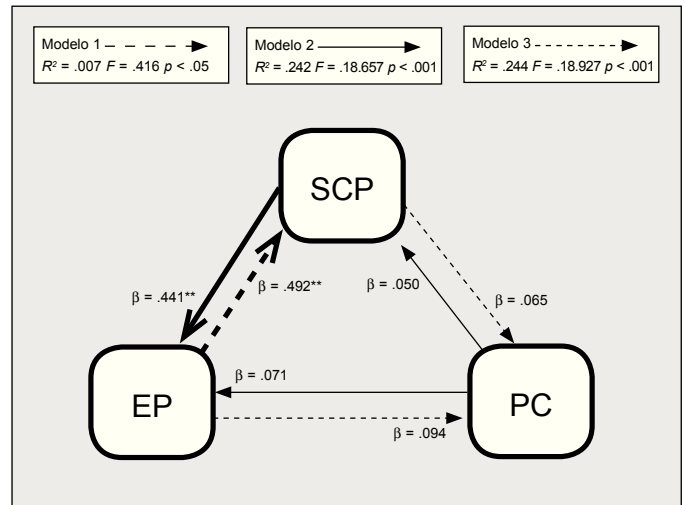 Modelo 1
R² = .007 F = .416 p < .05
Modelo 2
R² = .242 F = .18.657 p < .001
Modelo 3
R² = .244 F = .18.927 p < .001
SCP
β = .441**
β = .492**
β = .050
β = .065
EP
β = .071
β = .094
PC